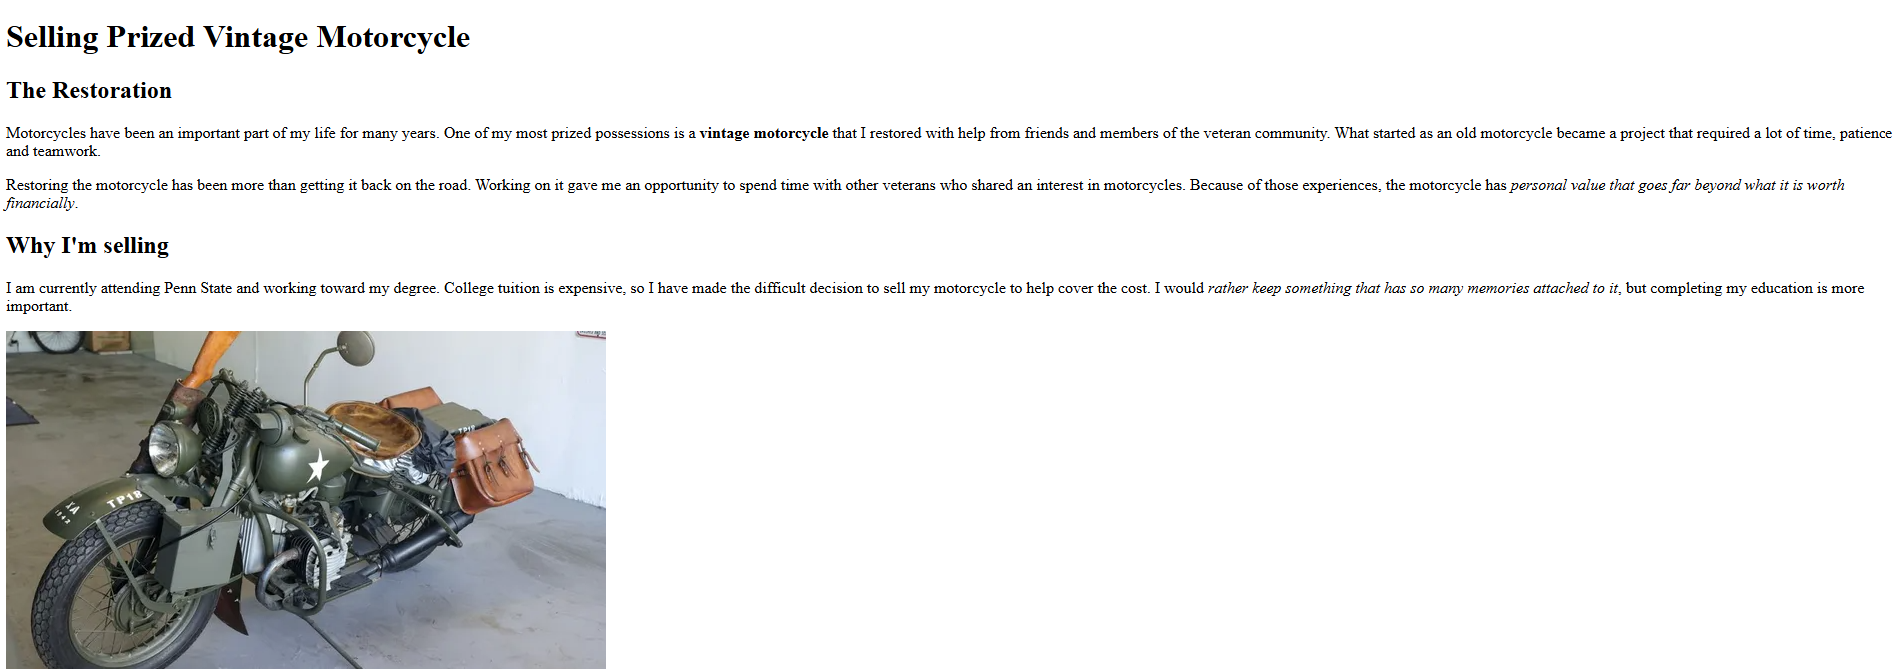 Selling Prized Vintage Motorcycle
The Restoration
Motorcycles have been an important part of my life for many years. One of my most prized possessions is a vintage motorcycle that I restored with help from friends and members of the veteran community. What started as an old motorcycle became a project that required a lot of time, patience
and teamwork.
Restoring the motorcycle has been more than getting it back on the road. Working on it gave me an opportunity to spend time with other veterans who shared an interest in motorcycles. Because of those experiences, the motorcycle has personal value that goes far beyond what it is worth
financially.
Why I'm selling
I am currently attending Penn State and working toward my degree. College tuition is expensive, so I have made the difficult decision to sell my motorcycle to help cover the cost. I would rather keep something that has so many memories attached to it, but completing my education is more
important.
TP18
1A TP18
1942